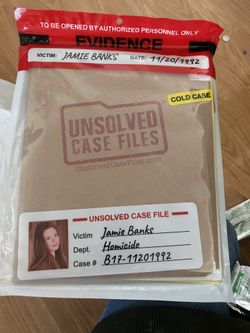 TO BE OPENED BY AUTHORIZED PERSONNEL ONLY
EVIDENCE
VICTIM: JAMIE BANKS DATE: 11/20/1992
COLD CASE
UNSOLVED
CASE FILES
UnsolvedCaseFiles.com
UNSOLVED CASE FILE
Victim Jamie Banks
Dept. Homicide
Case # B17-11201992